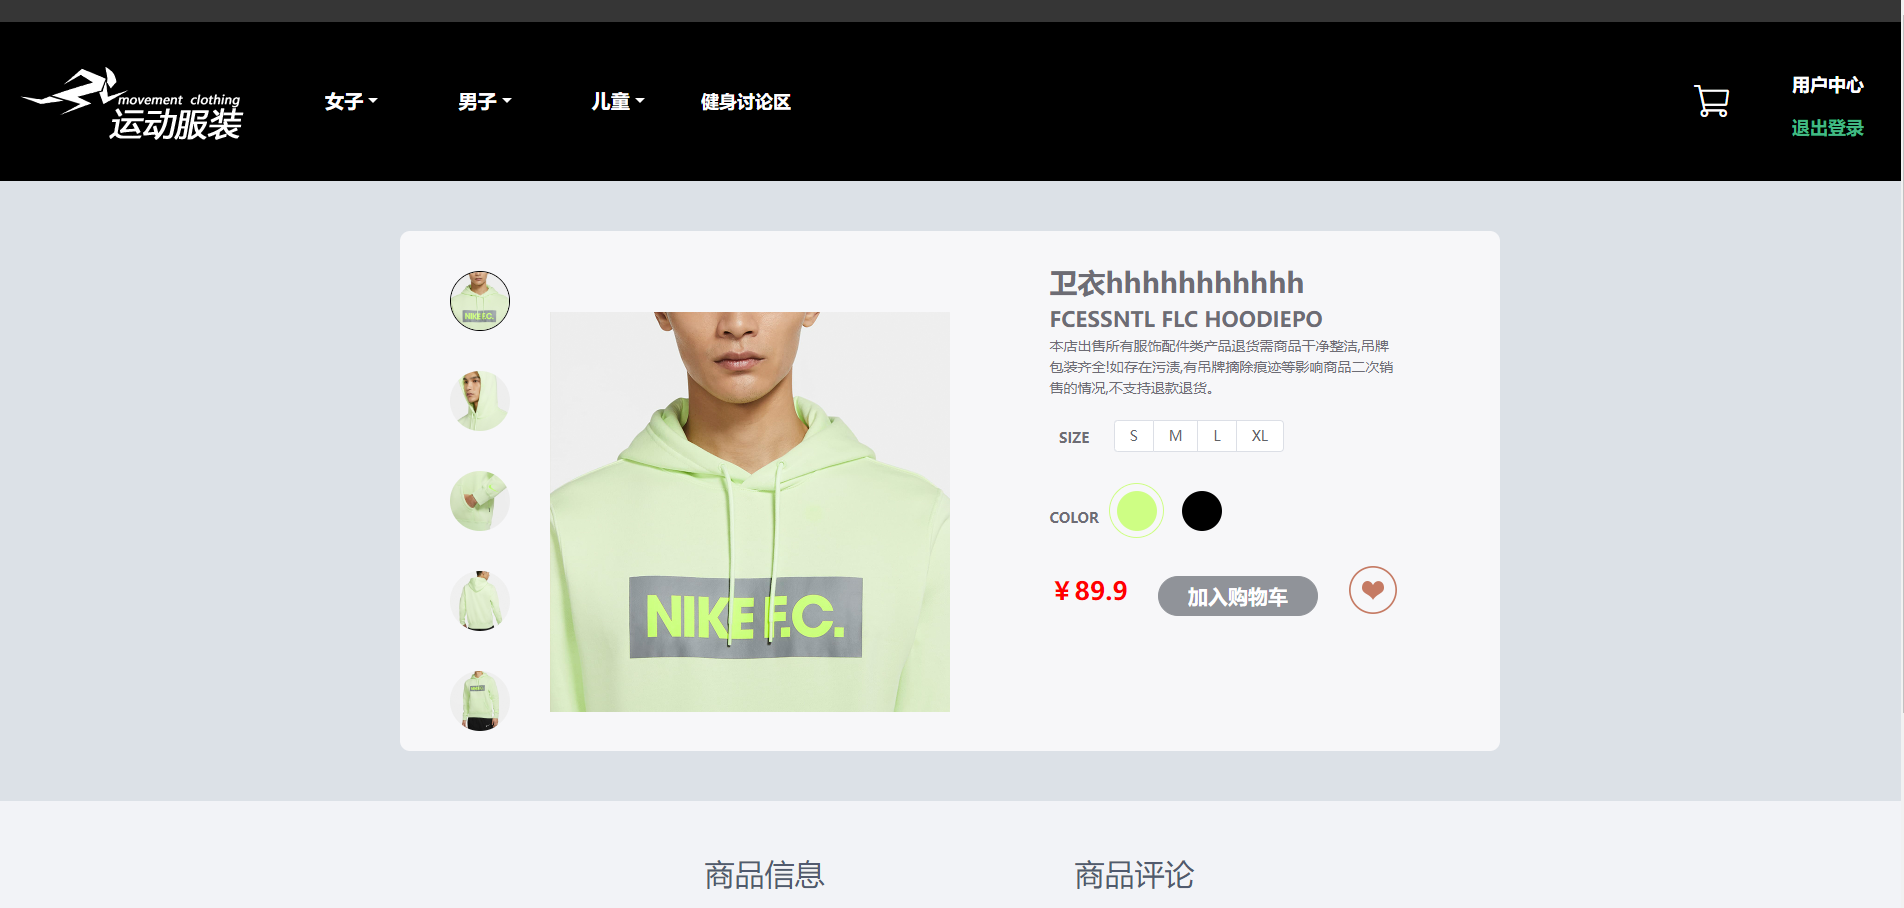 movement clothing
运动服装
女子
男子
儿童
健身讨论区
用户中心
退出登录
NIKE F.C.
卫衣hhhhhhhhhhh
FCESSNTL FLC HOODIEPO
本店出售所有服饰配件类产品退货需商品干净整洁,吊牌
包装齐全!如存在污渍,有吊牌摘除痕迹等影响商品二次销
售的情况,不支持退款退货。
SIZE
S M L XL
COLOR
¥ 89.9
加入购物车
NIKE F.C.
商品信息
商品评论